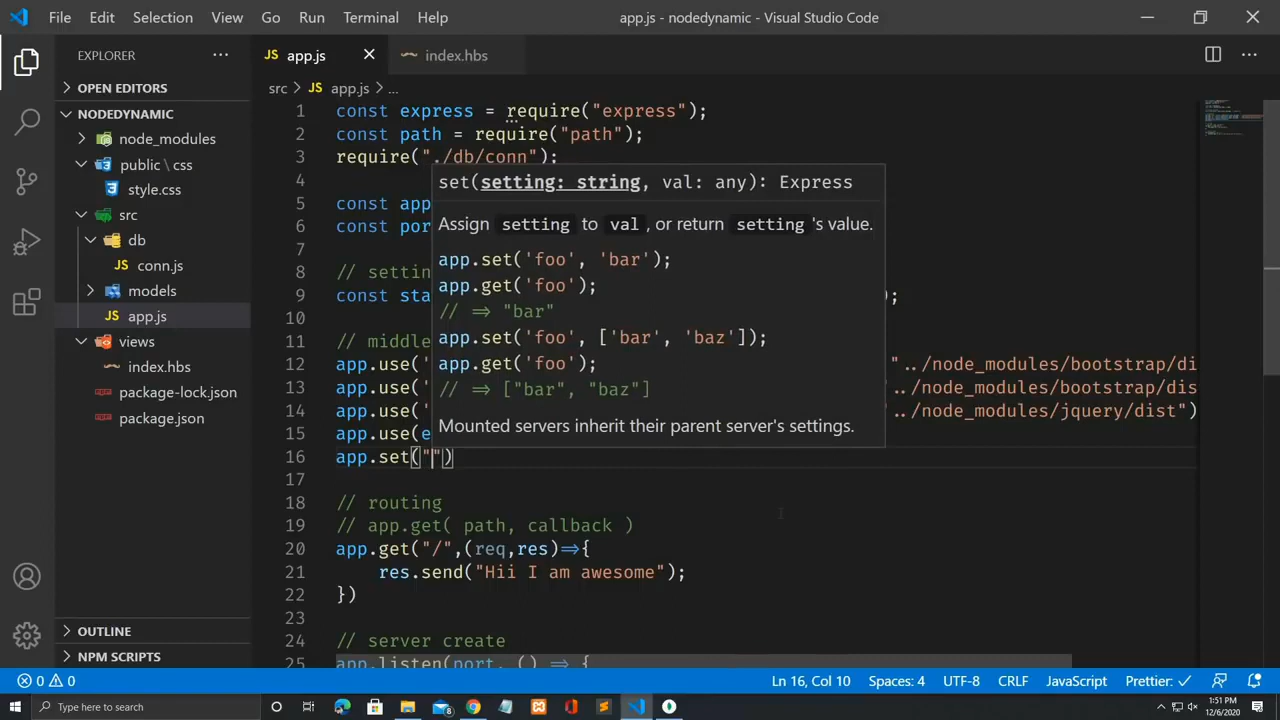 File Edit Selection View Go Run Terminal Help app.js - nodedynamic - Visual Studio Code
EXPLORER ... JS app.js index.hbs ...
OPEN EDITORS
src > JS app.js > ...
NODEDYNAMIC
node_modules
public \ css
style.css
src
db
JS conn.js
models
JS app.js
views
index.hbs
package-lock.json
package.json
OUTLINE
NPM SCRIPTS
1 const express = require("express");
2 const path = require("path");
3 require("./db/conn");
4
5 const app
6 const por
7
8 // settin
9 const sta );
10
11 // middle
12 app.use(' "../node_modules/bootstrap/dis
13 app.use(' "../node_modules/bootstrap/dis
14 app.use(' "../node_modules/jquery/dist")
15 app.use(e
16 app.set("")
17
18 // routing
19 // app.get( path, callback )
20 app.get("/",(req,res)=>{
21 res.send("Hii I am awesome");
22 })
23
24 // server create
25 app.listen(port, () => {
set(setting: string, val: any): Express
Assign setting to val, or return setting 's value.
app.set('foo', 'bar');
app.get('foo');
// => "bar"
app.set('foo', ['bar', 'baz']);
app.get('foo');
// => ["bar", "baz"]
Mounted servers inherit their parent server's settings.
0 0 Ln 16, Col 10 Spaces: 4 UTF-8 CRLF JavaScript Prettier: ✓
Type here to search 8 1:51 PM
12/6/2020